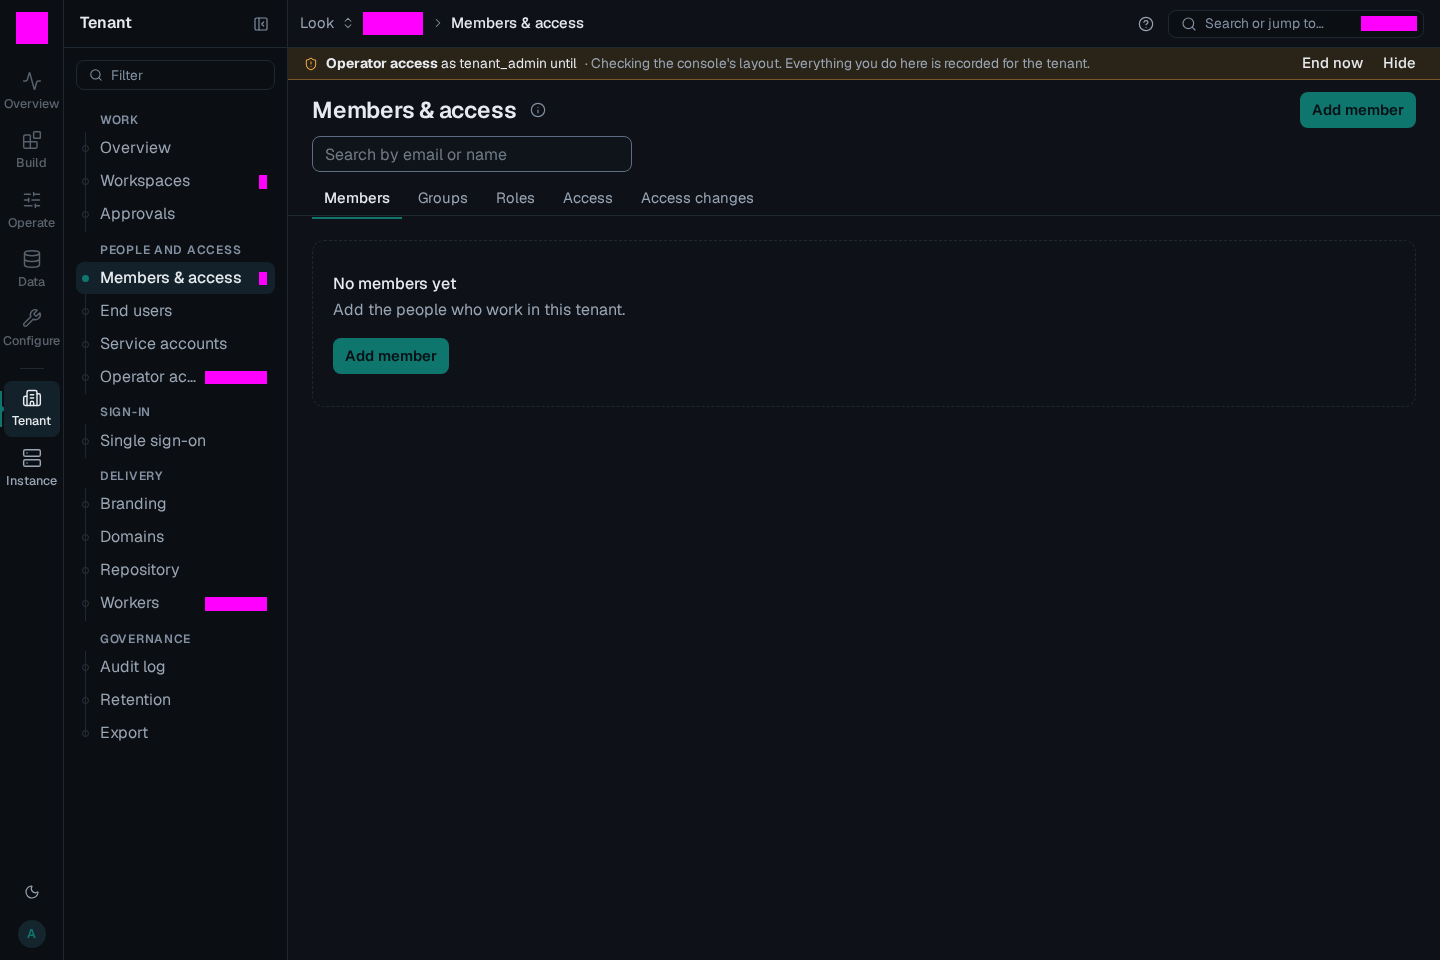 Tenant
Look
Members & access
Search or jump to...
Operator access as tenant_admin until · Checking the console's layout. Everything you do here is recorded for the tenant.
End now
Hide
Overview
Build
Operate
Data
Configure
Tenant
Instance
A
Filter
WORK
Overview
Workspaces
Approvals
PEOPLE AND ACCESS
Members & access
End users
Service accounts
Operator ac...
SIGN-IN
Single sign-on
DELIVERY
Branding
Domains
Repository
Workers
GOVERNANCE
Audit log
Retention
Export
Members & access
Add member
Search by email or name
Members
Groups
Roles
Access
Access changes
No members yet
Add the people who work in this tenant.
Add member